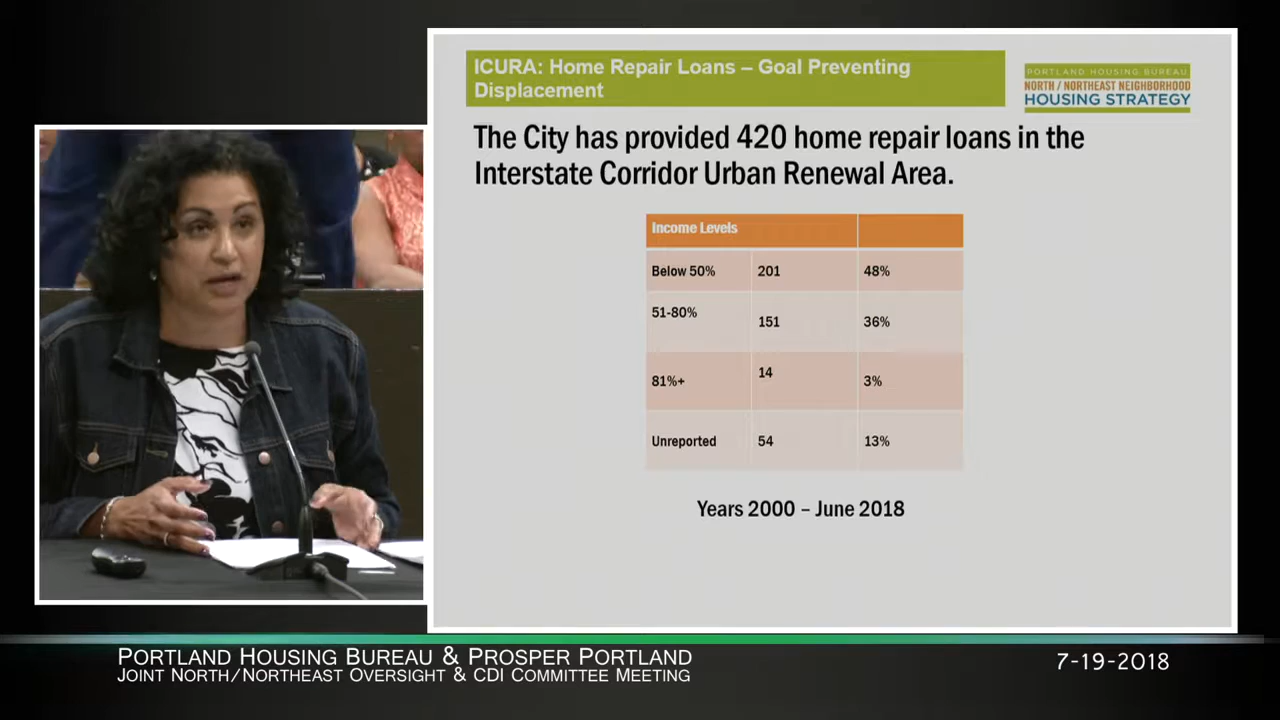 ICURA: Home Repair Loans – Goal Preventing
Displacement
PORTLAND HOUSING BUREAU
NORTH / NORTHEAST NEIGHBORHOOD
HOUSING STRATEGY
The City has provided 420 home repair loans in the
Interstate Corridor Urban Renewal Area.
Income Levels
Below 50% 201 48%
51-80% 151 36%
81%+ 14 3%
Unreported 54 13%
Years 2000 – June 2018
PORTLAND HOUSING BUREAU & PROSPER PORTLAND
JOINT NORTH/NORTHEAST OVERSIGHT & CDI COMMITTEE MEETING
7-19-2018